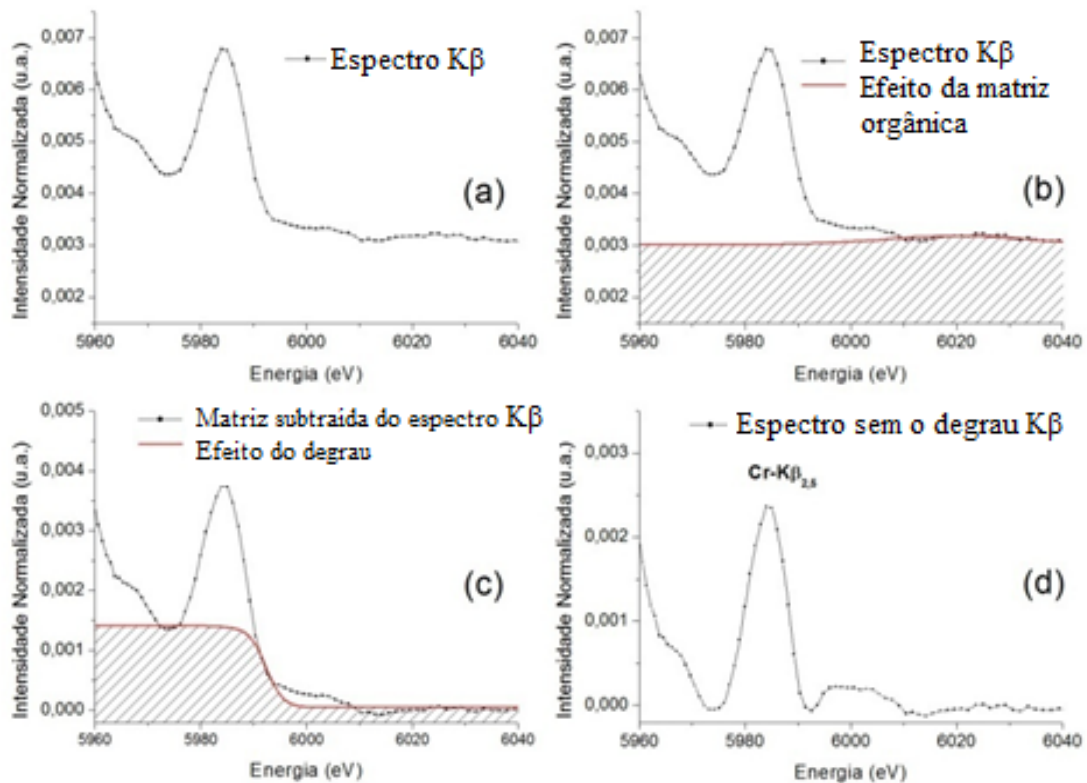 0,007
0,006
0,005
0,004
0,003
0,002
5960 5980 6000 6020 6040
Intensidade Normalizada (u.a.)
Energia (eV)
Espectro Kβ
(a)
0,007
0,006
0,005
0,004
0,003
0,002
5960 5980 6000 6020 6040
Intensidade Normalizada (u.a.)
Energia (eV)
Espectro Kβ
Efeito da matriz
orgânica
(b)
0,005
0,004
0,003
0,002
0,001
0,000
5960 5980 6000 6020 6040
Intensidade Normalizada (u.a.)
Energia (eV)
Matriz subtraida do espectro Kβ
Efeito do degrau
(c)
0,003
0,002
0,001
0,000
5960 5980 6000 6020 6040
Intensidade Normalizada (u.a.)
Energia (eV)
Espectro sem o degrau Kβ
Cr-Kβ2,5
(d)